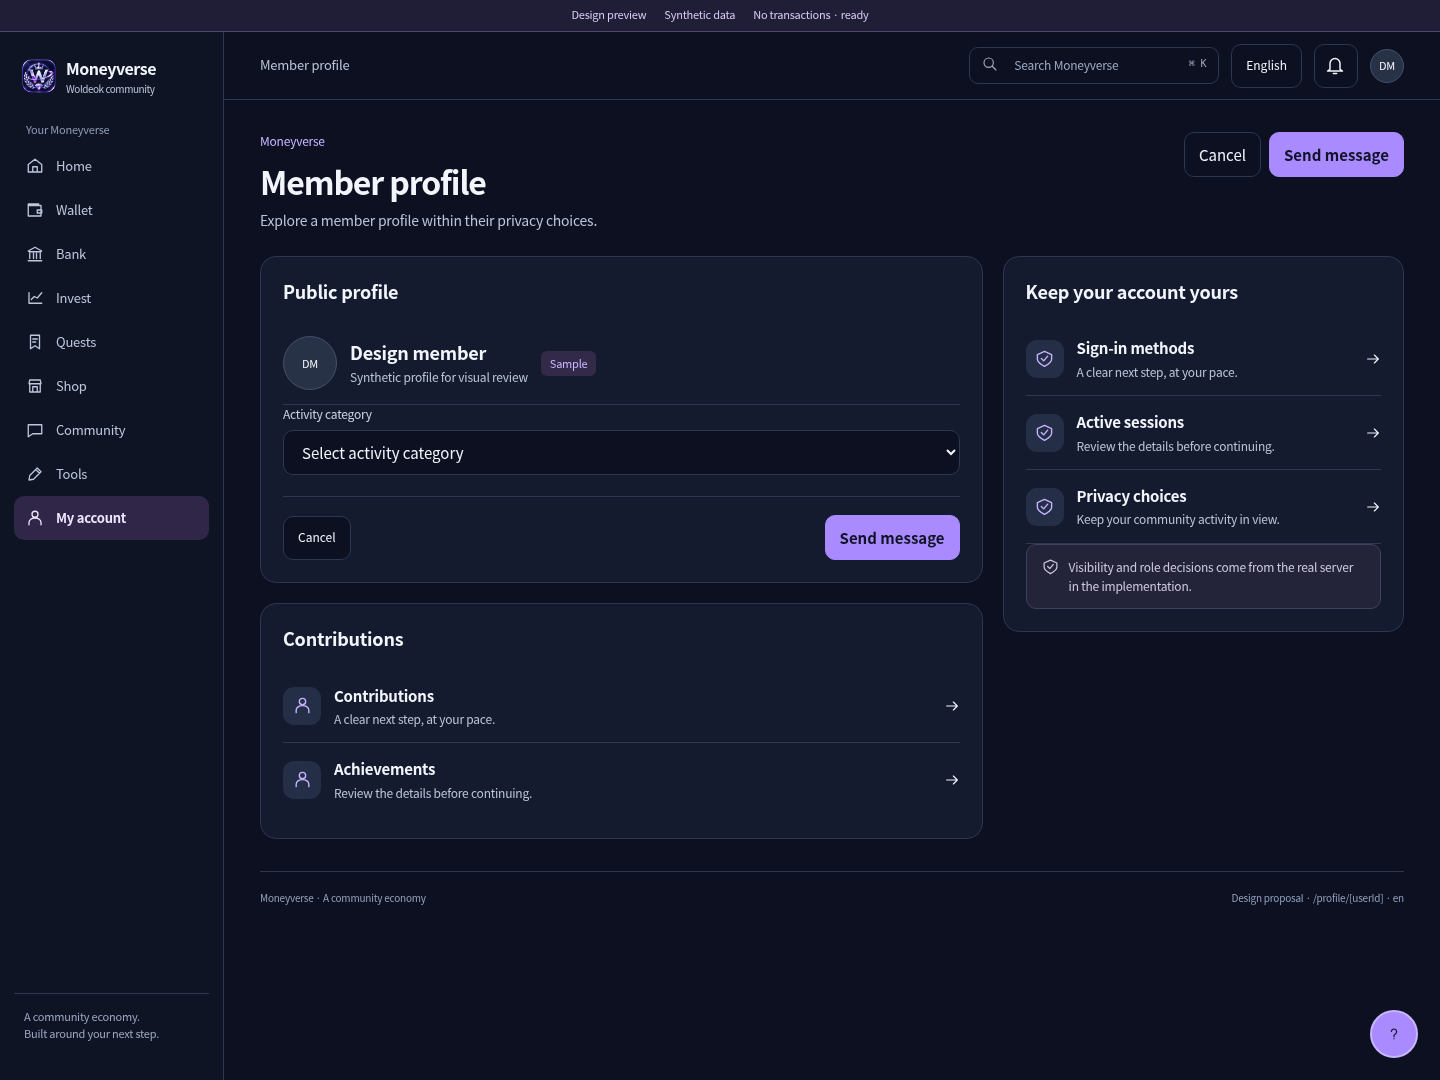 Design preview Synthetic data No transactions · ready
Moneyverse
Woldeok community
Your Moneyverse
Home
Wallet
Bank
Invest
Quests
Shop
Community
Tools
My account
A community economy.
Built around your next step.
Member profile
Search Moneyverse ⌘ K
English
DM
Moneyverse
Member profile
Explore a member profile within their privacy choices.
Cancel
Send message
Public profile
DM
Design member
Synthetic profile for visual review
Sample
Activity category
Select activity category
Cancel
Send message
Contributions
Contributions
A clear next step, at your pace.
Achievements
Review the details before continuing.
Keep your account yours
Sign-in methods
A clear next step, at your pace.
Active sessions
Review the details before continuing.
Privacy choices
Keep your community activity in view.
Visibility and role decisions come from the real server
in the implementation.
Moneyverse · A community economy
Design proposal · /profile/[userId] · en
?